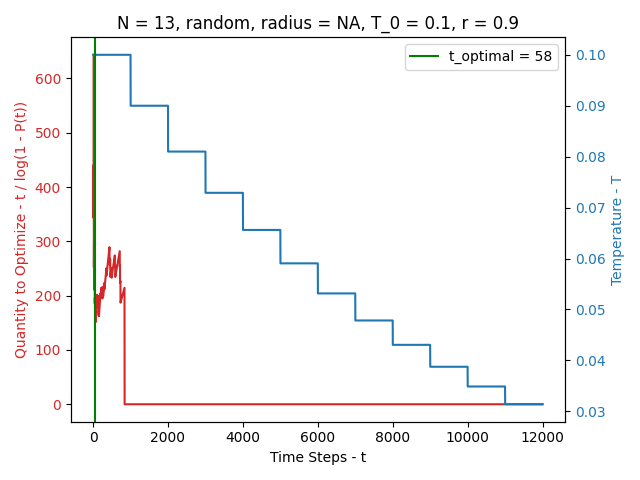 N = 13, random, radius = NA, T_0 = 0.1, r = 0.9
t_optimal = 58
Quantity to Optimize - t / log(1 - P(t))
600
500
400
300
200
100
0
0.10
0.09
0.08
0.07
0.06
0.05
0.04
0.03
Temperature - T
0 2000 4000 6000 8000 10000 12000
Time Steps - t